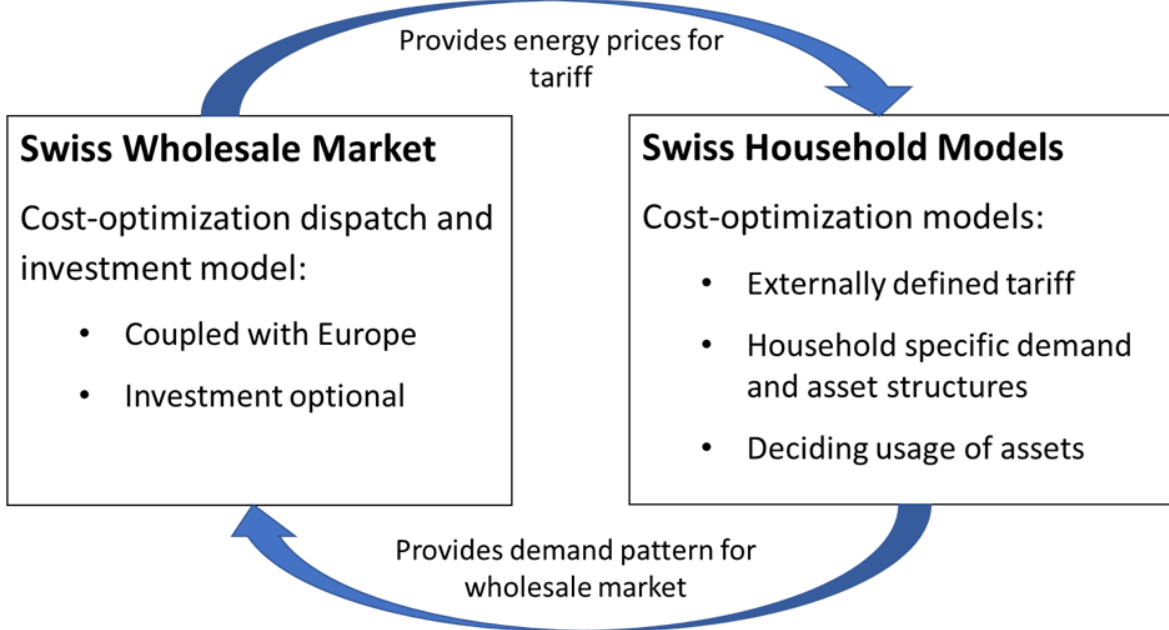 Provides energy prices for
tariff
Swiss Wholesale Market
Cost-optimization dispatch and
investment model:
• Coupled with Europe
• Investment optional
Swiss Household Models
Cost-optimization models:
• Externally defined tariff
• Household specific demand
and asset structures
• Deciding usage of assets
Provides demand pattern for
wholesale market